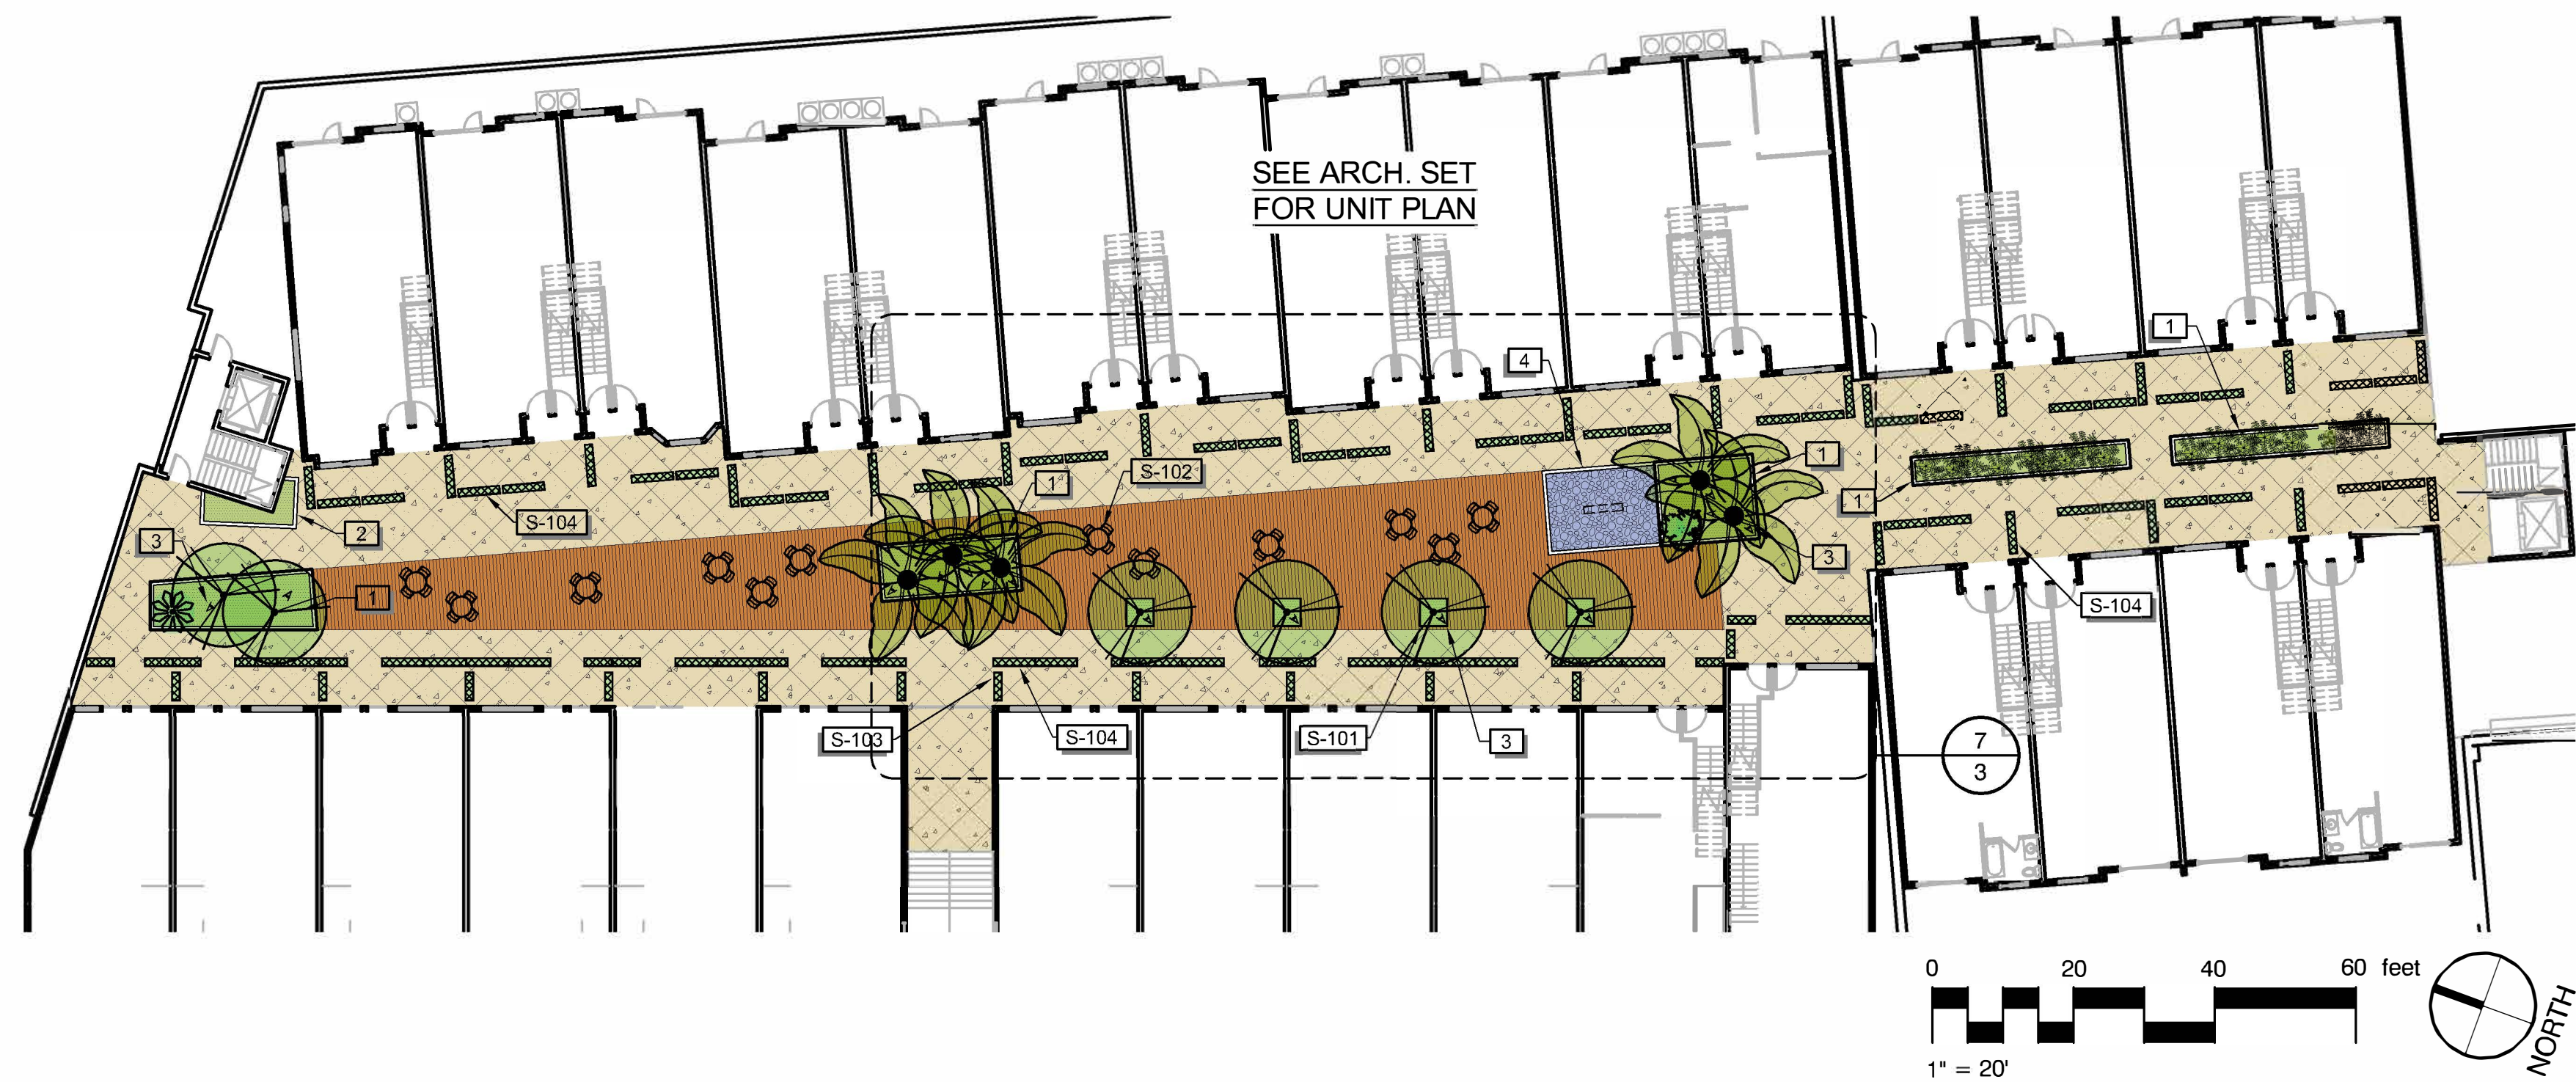 SEE ARCH. SET
FOR UNIT PLAN
1
4
1
S-102
1
1
S-104
2
3
3
1
S-104
S-103
S-104
S-101
3
7
3
0 20 40 60 feet
1" = 20'
NORTH